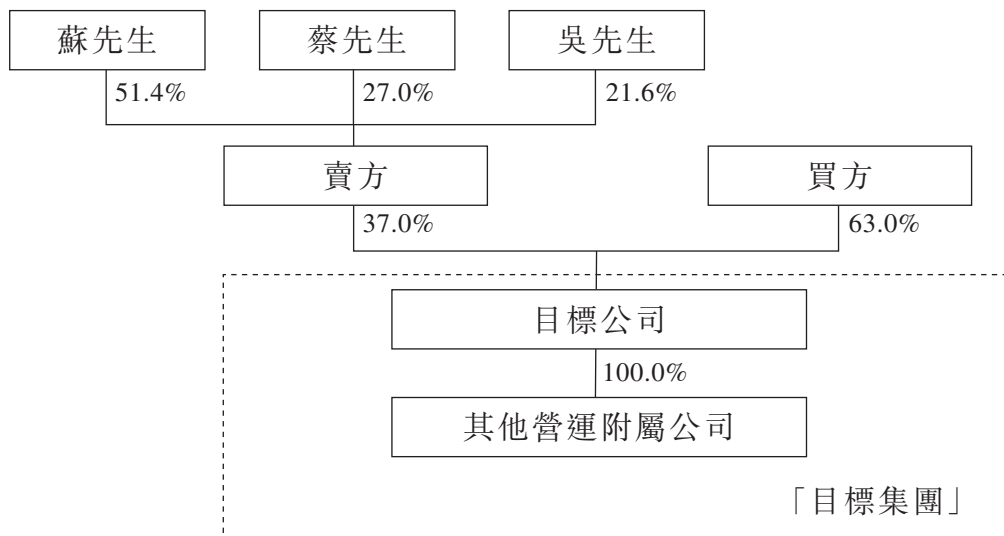 蘇先生 蔡先生 吳先生
51.4% 27.0% 21.6%
賣方 買方
37.0% 63.0%
目標公司
100.0%
其他營運附屬公司
「目標集團」